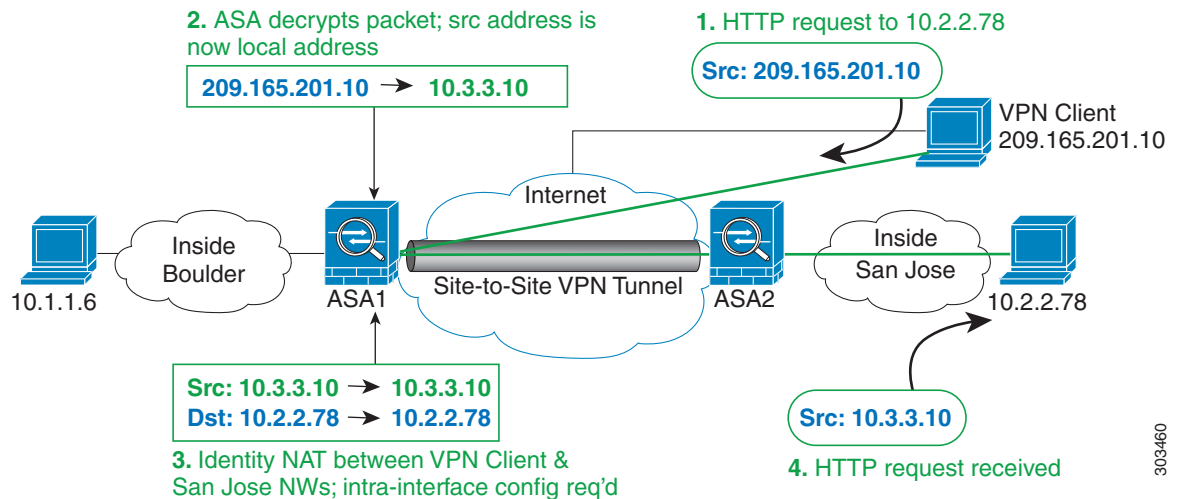 2. ASA decrypts packet; src address is
now local address
209.165.201.10 → 10.3.3.10
1. HTTP request to 10.2.2.78
Src: 209.165.201.10
VPN Client
209.165.201.10
Internet
Inside
Boulder
10.1.1.6
ASA1
Site-to-Site VPN Tunnel
ASA2
Inside
San Jose
10.2.2.78
Src: 10.3.3.10 → 10.3.3.10
Dst: 10.2.2.78 → 10.2.2.78
3. Identity NAT between VPN Client &
San Jose NWs; intra-interface config req'd
Src: 10.3.3.10
4. HTTP request received
303460